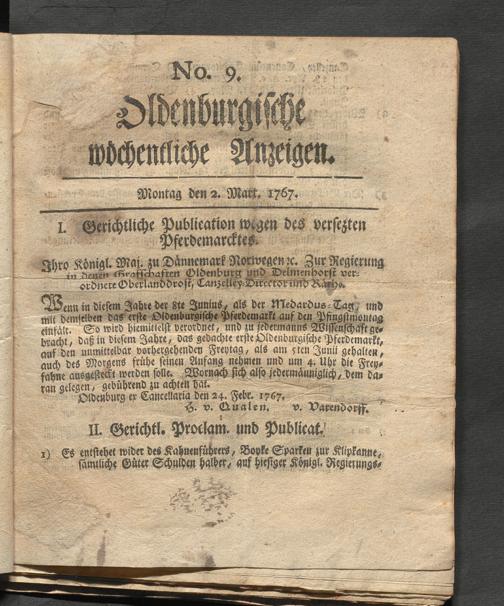 No. 9.
Oldenburgische
wöchentliche Anzeigen.
Montag den 2. Mart. 1767.
I. Gerichtliche Publication wegen des versezten
Pferdemarcktes.
Ihro Königl. Maj. zu Dännemark Norwegen ꝛc. Zur Regierung
in denen Graffschaften Oldenburg und Delmenhorst ver-
ordnete Oberlanddrost, Canzelley-Director und Räthe.
Wenn in diesem Jahre der 8te Junius, als der Medardus-Tag, und
mit demselben das erste Oldenburgische Pferdemarkt auf den Pfingstmontag
einfält. So wird hiemittelst verordnet, und zu jedermanns Wissenschaft ge-
bracht, daß in diesem Jahre, das gedachte erste Oldenburgische Pferdemarkt,
auf den unmittelbar vorhergehenden Freytag, als am 5ten Junii gehalten,
auch des Morgens frühe seinen Anfang nehmen und um 4 Uhr die Frey-
fahne ausgesteckt werden solle. Wornach sich also jedermänniglich, dem da-
ran gelegen, gebührend zu achten hat.
Oldenburg ex Cancellaria den 24. Febr. 1767.
H. v. Qualen. v. Varendorff.
II. Gerichtl. Proclam. und Publicat.
1) Es entstehet wider des Kahnenführers, Boyke Sparken zur Klipkanne,
sämtliche Güter Schulden halber, auf hiesiger Königl. Regierungs-